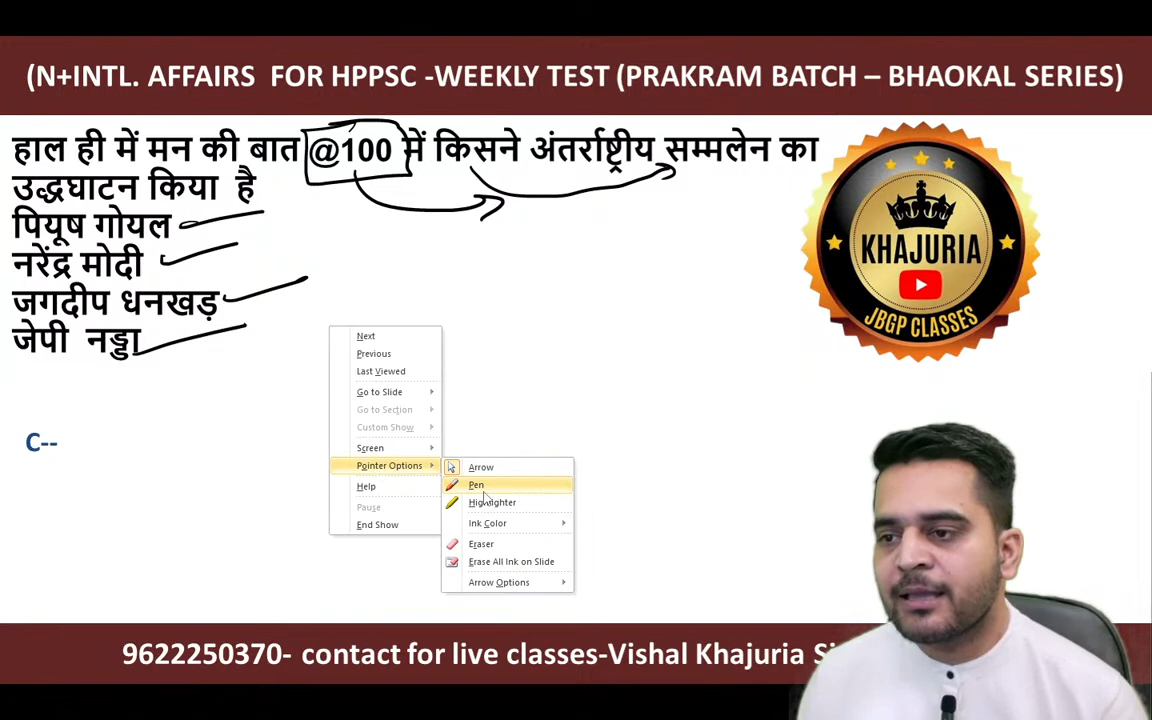 (N+INTL. AFFAIRS FOR HPPSC -WEEKLY TEST (PRAKRAM BATCH – BHAOKAL SERIES)
हाल ही में मन की बात @100 में किसने अंतर्राष्ट्रीय सम्मलेन का
उद्धघाटन किया है
पियूष गोयल
नरेंद्र मोदी
जगदीप धनखड़
जेपी नड्डा
KHAJURIA
JBGP CLASSES
C--
Next
Previous
Last Viewed
Go to Slide
Go to Section
Custom Show
Screen
Pointer Options
Help
Pause
End Show
Arrow
Pen
Highlighter
Ink Color
Eraser
Erase All Ink on Slide
Arrow Options
9622250370- contact for live classes-Vishal Khajuria